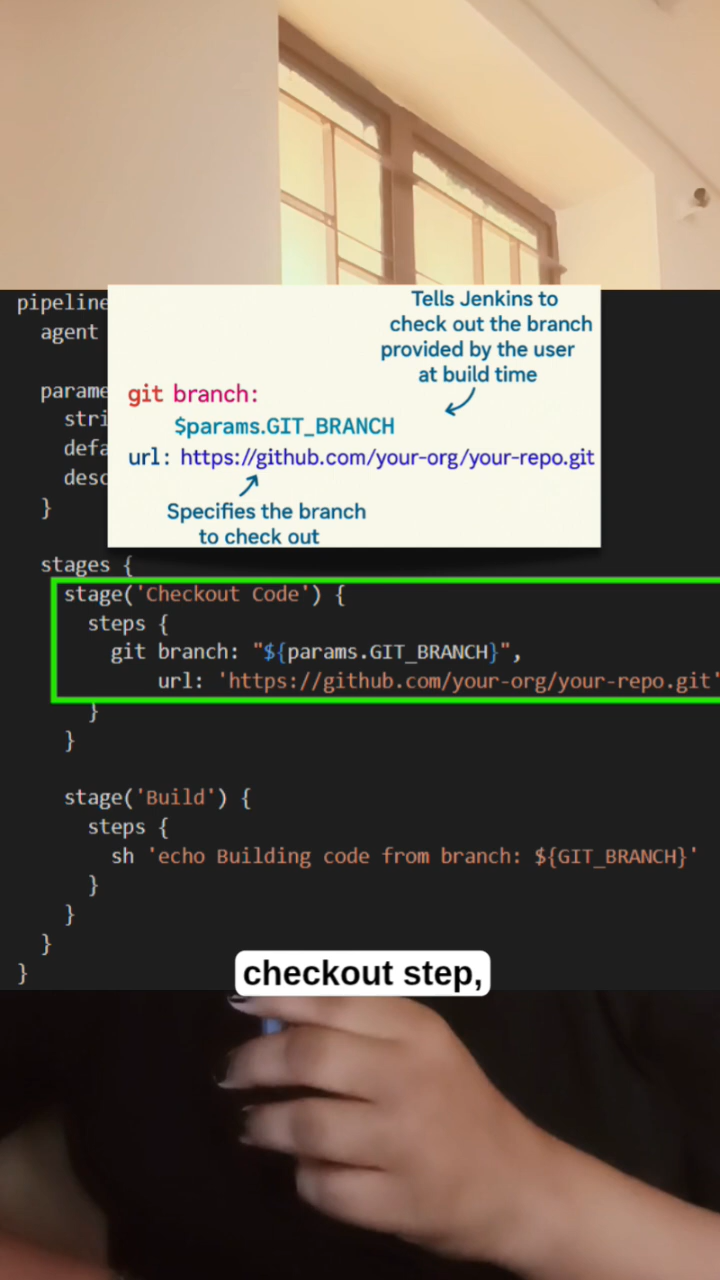 pipeline
agent
parame
stri
defa
desc
}
Tells Jenkins to
check out the branch
provided by the user
at build time
git branch:
$params.GIT_BRANCH
url: https://github.com/your-org/your-repo.git
Specifies the branch
to check out
stages {
stage('Checkout Code') {
steps {
git branch: "${params.GIT_BRANCH}",
url: 'https://github.com/your-org/your-repo.git'
}
}
stage('Build') {
steps {
sh 'echo Building code from branch: ${GIT_BRANCH}'
}
}
}
}
checkout step,